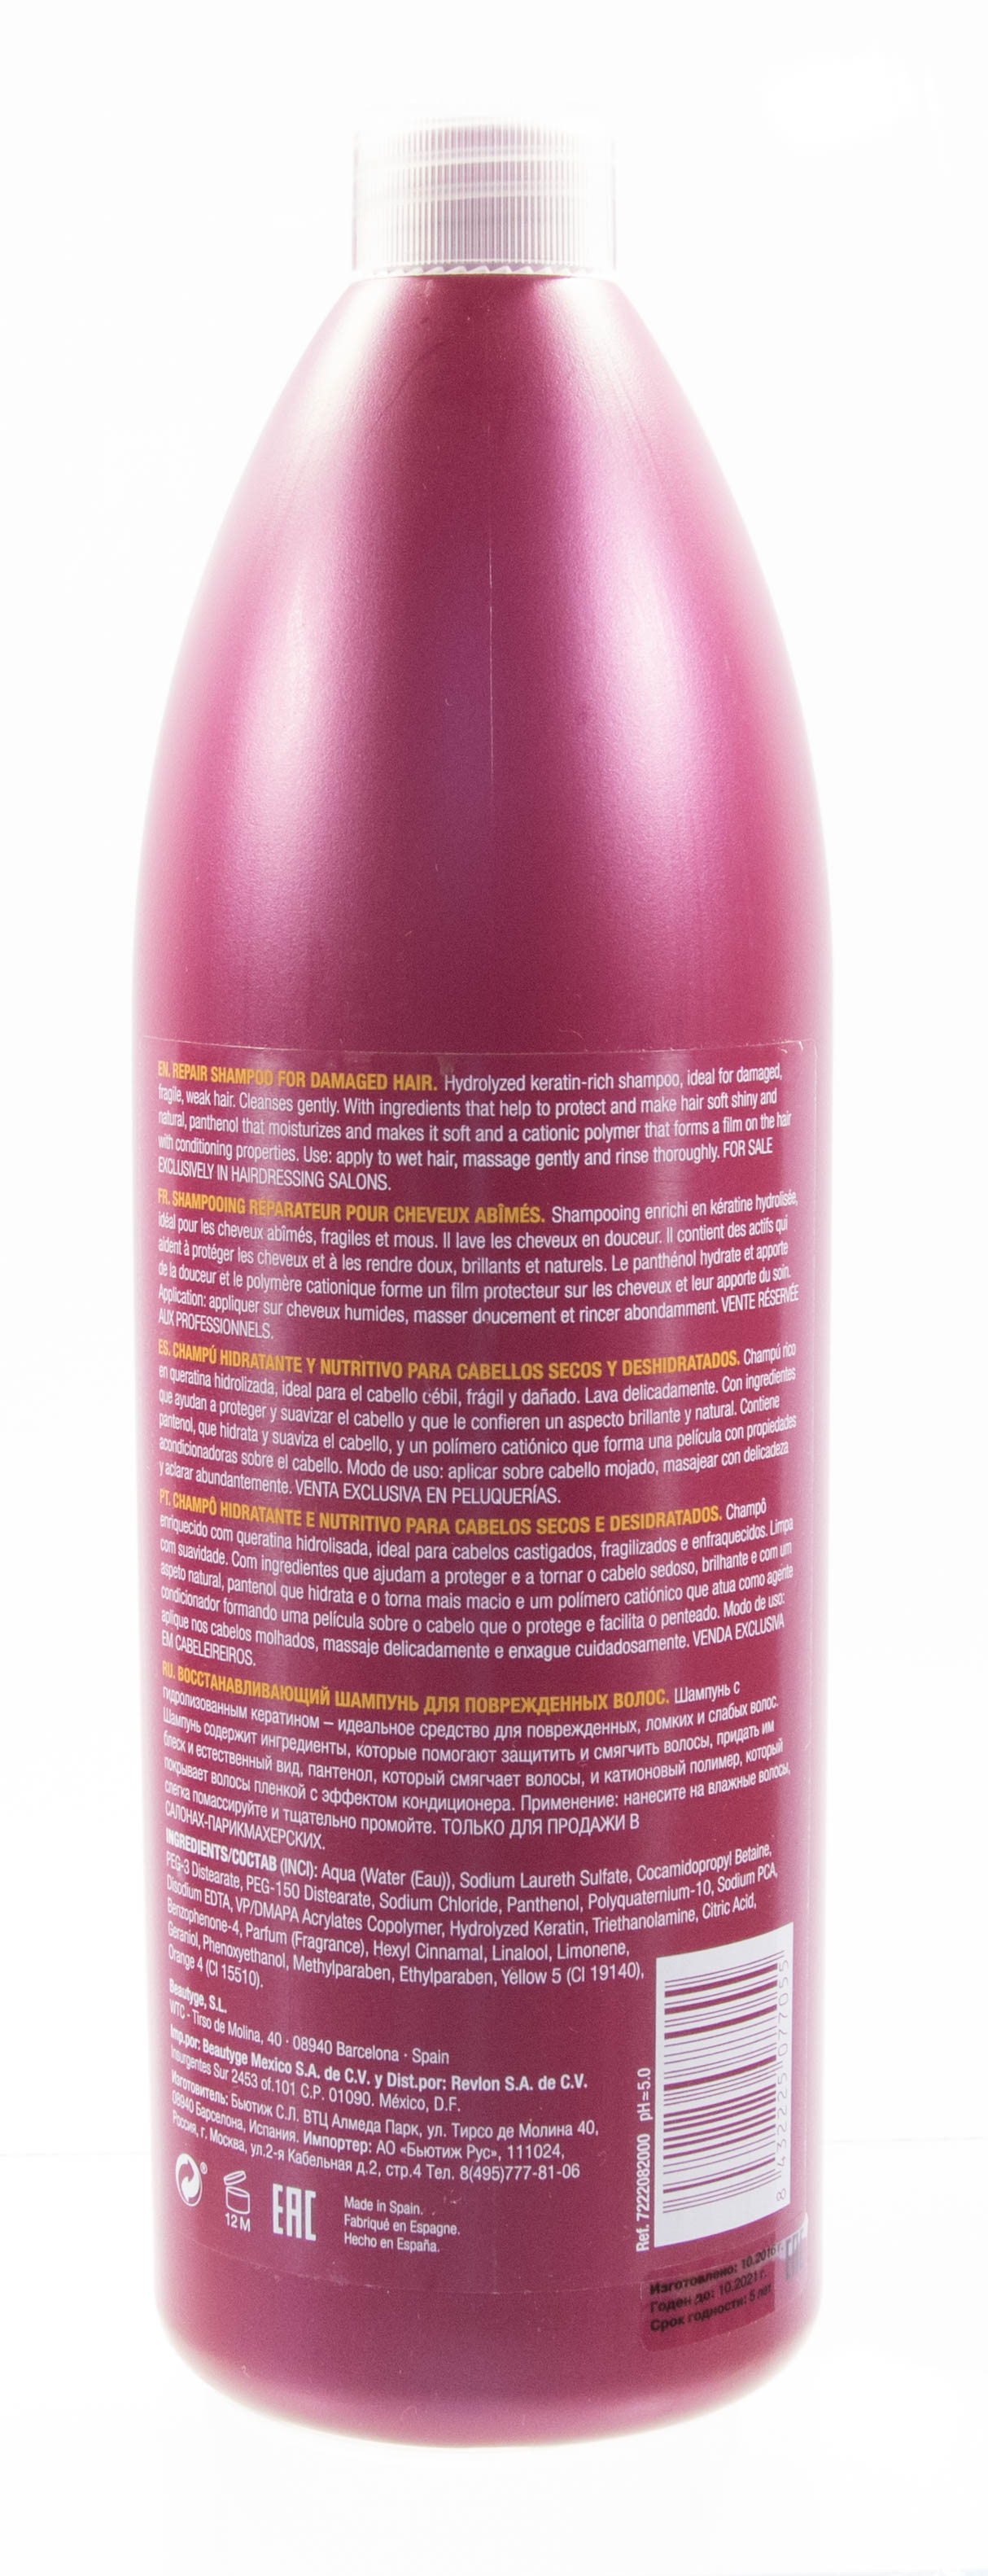 EN. REPAIR SHAMPOO FOR DAMAGED HAIR. Hydrolyzed keratin-rich shampoo, ideal for damaged,
fragile, weak hair. Cleanses gently. With ingredients that help to protect and make hair soft shiny and
natural, panthenol that moisturizes and makes it soft and a cationic polymer that forms a film on the hair
with conditioning properties. Use: apply to wet hair, massage gently and rinse thoroughly. FOR SALE
EXCLUSIVELY IN HAIRDRESSING SALONS.
FR. SHAMPOOING RÉPARATEUR POUR CHEVEUX ABÎMÉS. Shampooing enrichi en kératine hydrolisée,
idéal pour les cheveux abîmés, fragiles et mous. Il lave les cheveux en douceur. Il contient des actifs qui
aident à protéger les cheveux et à les rendre doux, brillants et naturels. Le panthénol hydrate et apporte
de la douceur et le polymère cationique forme un film protecteur sur les cheveux et leur apporte du soin.
Application: appliquer sur cheveux humides, masser doucement et rincer abondamment. VENTE RÉSERVÉE
AUX PROFESSIONNELS.
ES. CHAMPÚ HIDRATANTE Y NUTRITIVO PARA CABELLOS SECOS Y DESHIDRATADOS. Champú rico
en queratina hidrolizada, ideal para el cabello débil, frágil y dañado. Lava delicadamente. Con ingredientes
que ayudan a proteger y suavizar el cabello y que le confieren un aspecto brillante y natural. Contiene
pantenol, que hidrata y suaviza el cabello, y un polímero catiónico que forma una película con propiedades
acondicionadoras sobre el cabello. Modo de uso: aplicar sobre cabello mojado, masajear con delicadeza
y aclarar abundantemente. VENTA EXCLUSIVA EN PELUQUERÍAS.
PT. CHAMPÔ HIDRATANTE E NUTRITIVO PARA CABELOS SECOS E DESIDRATADOS. Champô
enriquecido com queratina hidrolisada, ideal para cabelos castigados, fragilizados e enfraquecidos. Limpa
com suavidade. Com ingredientes que ajudam a proteger e a tornar o cabelo sedoso, brilhante e com um
aspeto natural, pantenol que hidrata e o torna mais macio e um polímero catiónico que atua como agente
condicionador formando uma película sobre o cabelo que o protege e facilita o penteado. Modo de uso:
aplique nos cabelos molhados, massaje delicadamente e enxague cuidadosamente. VENDA EXCLUSIVA
EM CABELEIREIROS.
RU. ВОССТАНАВЛИВАЮЩИЙ ШАМПУНЬ ДЛЯ ПОВРЕЖДЕННЫХ ВОЛОС. Шампунь с
гидролизованным кератином – идеальное средство для поврежденных, ломких и слабых волос.
Шампунь содержит ингредиенты, которые помогают защитить и смягчить волосы, придать им
блеск и естественный вид, пантенол, который смягчает волосы, и катионовый полимер, который
покрывает волосы пленкой с эффектом кондиционера. Применение: нанесите на влажные волосы,
слегка помассируйте и тщательно промойте. ТОЛЬКО ДЛЯ ПРОДАЖИ В
САЛОНАХ-ПАРИКМАХЕРСКИХ.
INGREDIENTS/СОСТАВ (INCI): Aqua (Water (Eau)), Sodium Laureth Sulfate, Cocamidopropyl Betaine,
PEG-3 Distearate, PEG-150 Distearate, Sodium Chloride, Panthenol, Polyquaternium-10, Sodium PCA,
Disodium EDTA, VP/DMAPA Acrylates Copolymer, Hydrolyzed Keratin, Triethanolamine, Citric Acid,
Benzophenone-4, Parfum (Fragrance), Hexyl Cinnamal, Linalool, Limonene,
Geraniol, Phenoxyethanol, Methylparaben, Ethylparaben, Yellow 5 (CI 19140),
Orange 4 (CI 15510).
Beautyge, S.L.
WTC - Tirso de Molina, 40 · 08940 Barcelona · Spain
Imp.por: Beautyge Mexico S.A. de C.V. y Dist.por: Revlon S.A. de C.V.
Insurgentes Sur 2453 of.101 C.P. 01090. México, D.F.
Изготовитель: Бьютиж С.Л. ВТЦ Алмеда Парк, ул. Тирсо де Молина 40,
08940 Барселона, Испания. Импортер: АО «Бьютиж Рус», 111024,
Россия, г. Москва, ул.2-я Кабельная д.2, стр.4 Тел. 8(495)777-81-06
12 M
EAC
Made in Spain.
Fabriqué en Espagne.
Hecho en España.
Ref. 7222082000 pH≈5.0
8 432225 077055
Изготовлено: 10.2016 г.
Годен до: 10.2021 г.
Срок годности: 5 лет